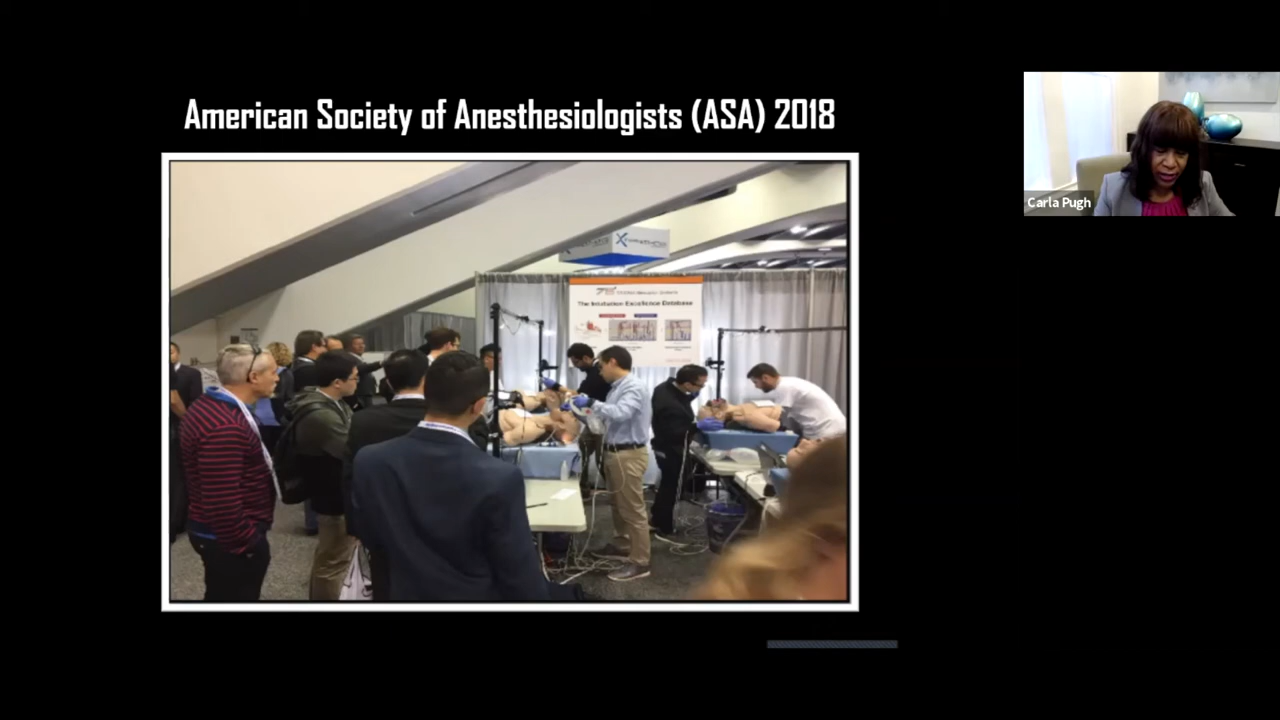 American Society of Anesthesiologists (ASA) 2018
Carla Pugh
The Intubation Excellence Database